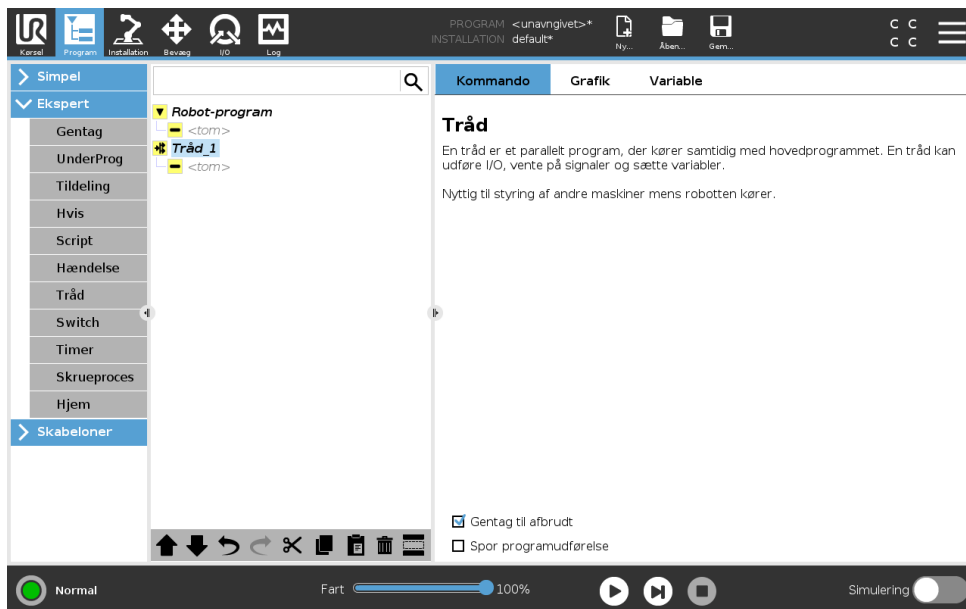 Kørsel
Program
Installation
Bevæg
I/O
Log
PROGRAM <unavngivet>*
INSTALLATION default*
Ny...
Åben...
Gem...
C C
C C
Simpel
Ekspert
Gentag
UnderProg
Tildeling
Hvis
Script
Hændelse
Tråd
Switch
Timer
Skrueproces
Hjem
Skabeloner
Robot-program
<tom>
Tråd_1
<tom>
Kommando
Grafik
Variable
Tråd
En tråd er et parallelt program, der kører samtidig med hovedprogrammet. En tråd kan
udføre I/O, vente på signaler og sætte variabler.
Nyttig til styring af andre maskiner mens robotten kører.
Gentag til afbrudt
Spor programudførelse
Normal
Fart
100%
Simulering